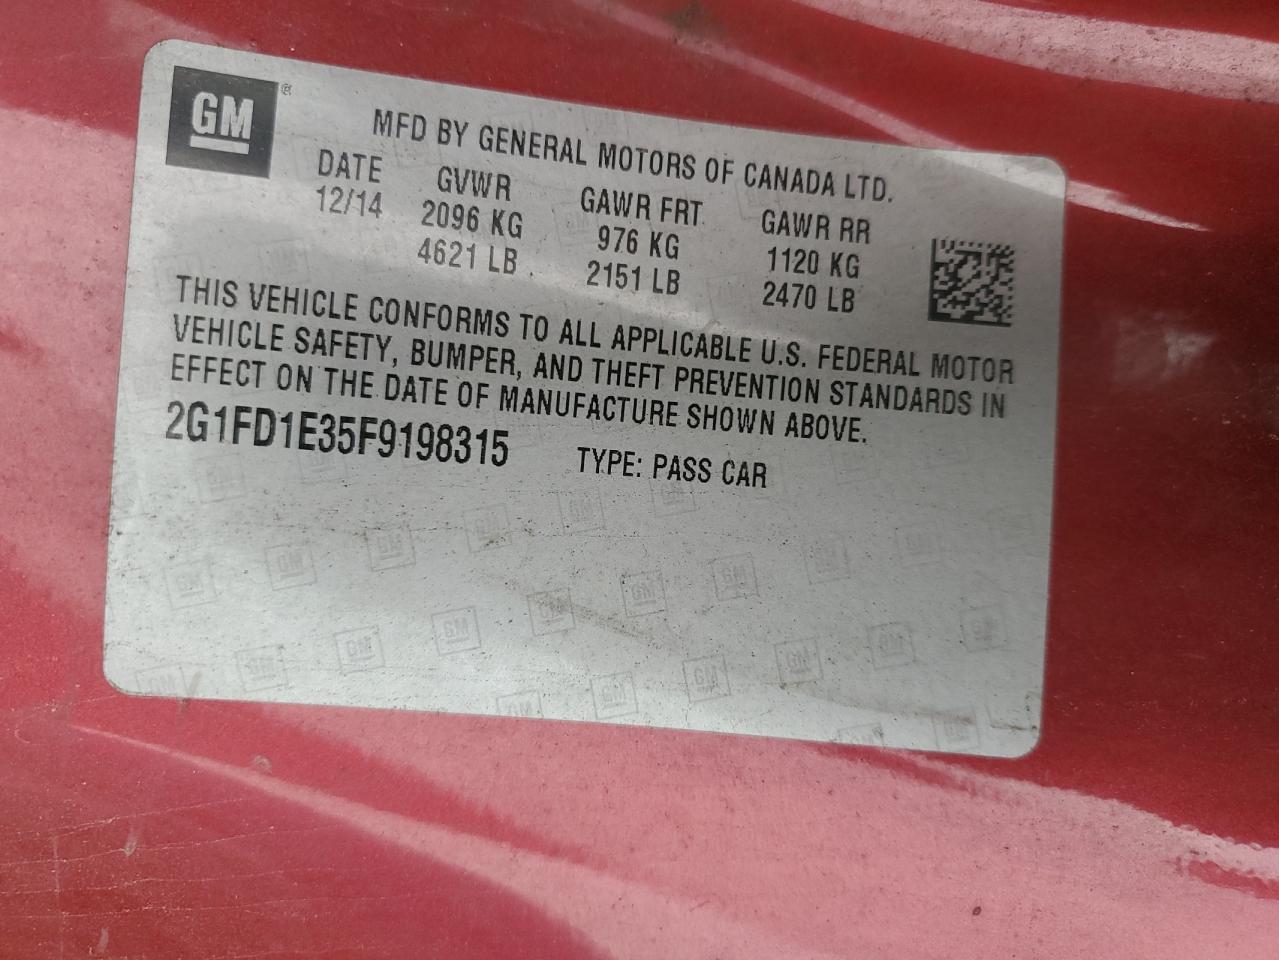 GM ®
MFD BY GENERAL MOTORS OF CANADA LTD.
DATE GVWR GAWR FRT GAWR RR
12/14 2096 KG 976 KG 1120 KG
4621 LB 2151 LB 2470 LB
THIS VEHICLE CONFORMS TO ALL APPLICABLE U.S. FEDERAL MOTOR
VEHICLE SAFETY, BUMPER, AND THEFT PREVENTION STANDARDS IN
EFFECT ON THE DATE OF MANUFACTURE SHOWN ABOVE.
2G1FD1E35F9198315 TYPE: PASS CAR